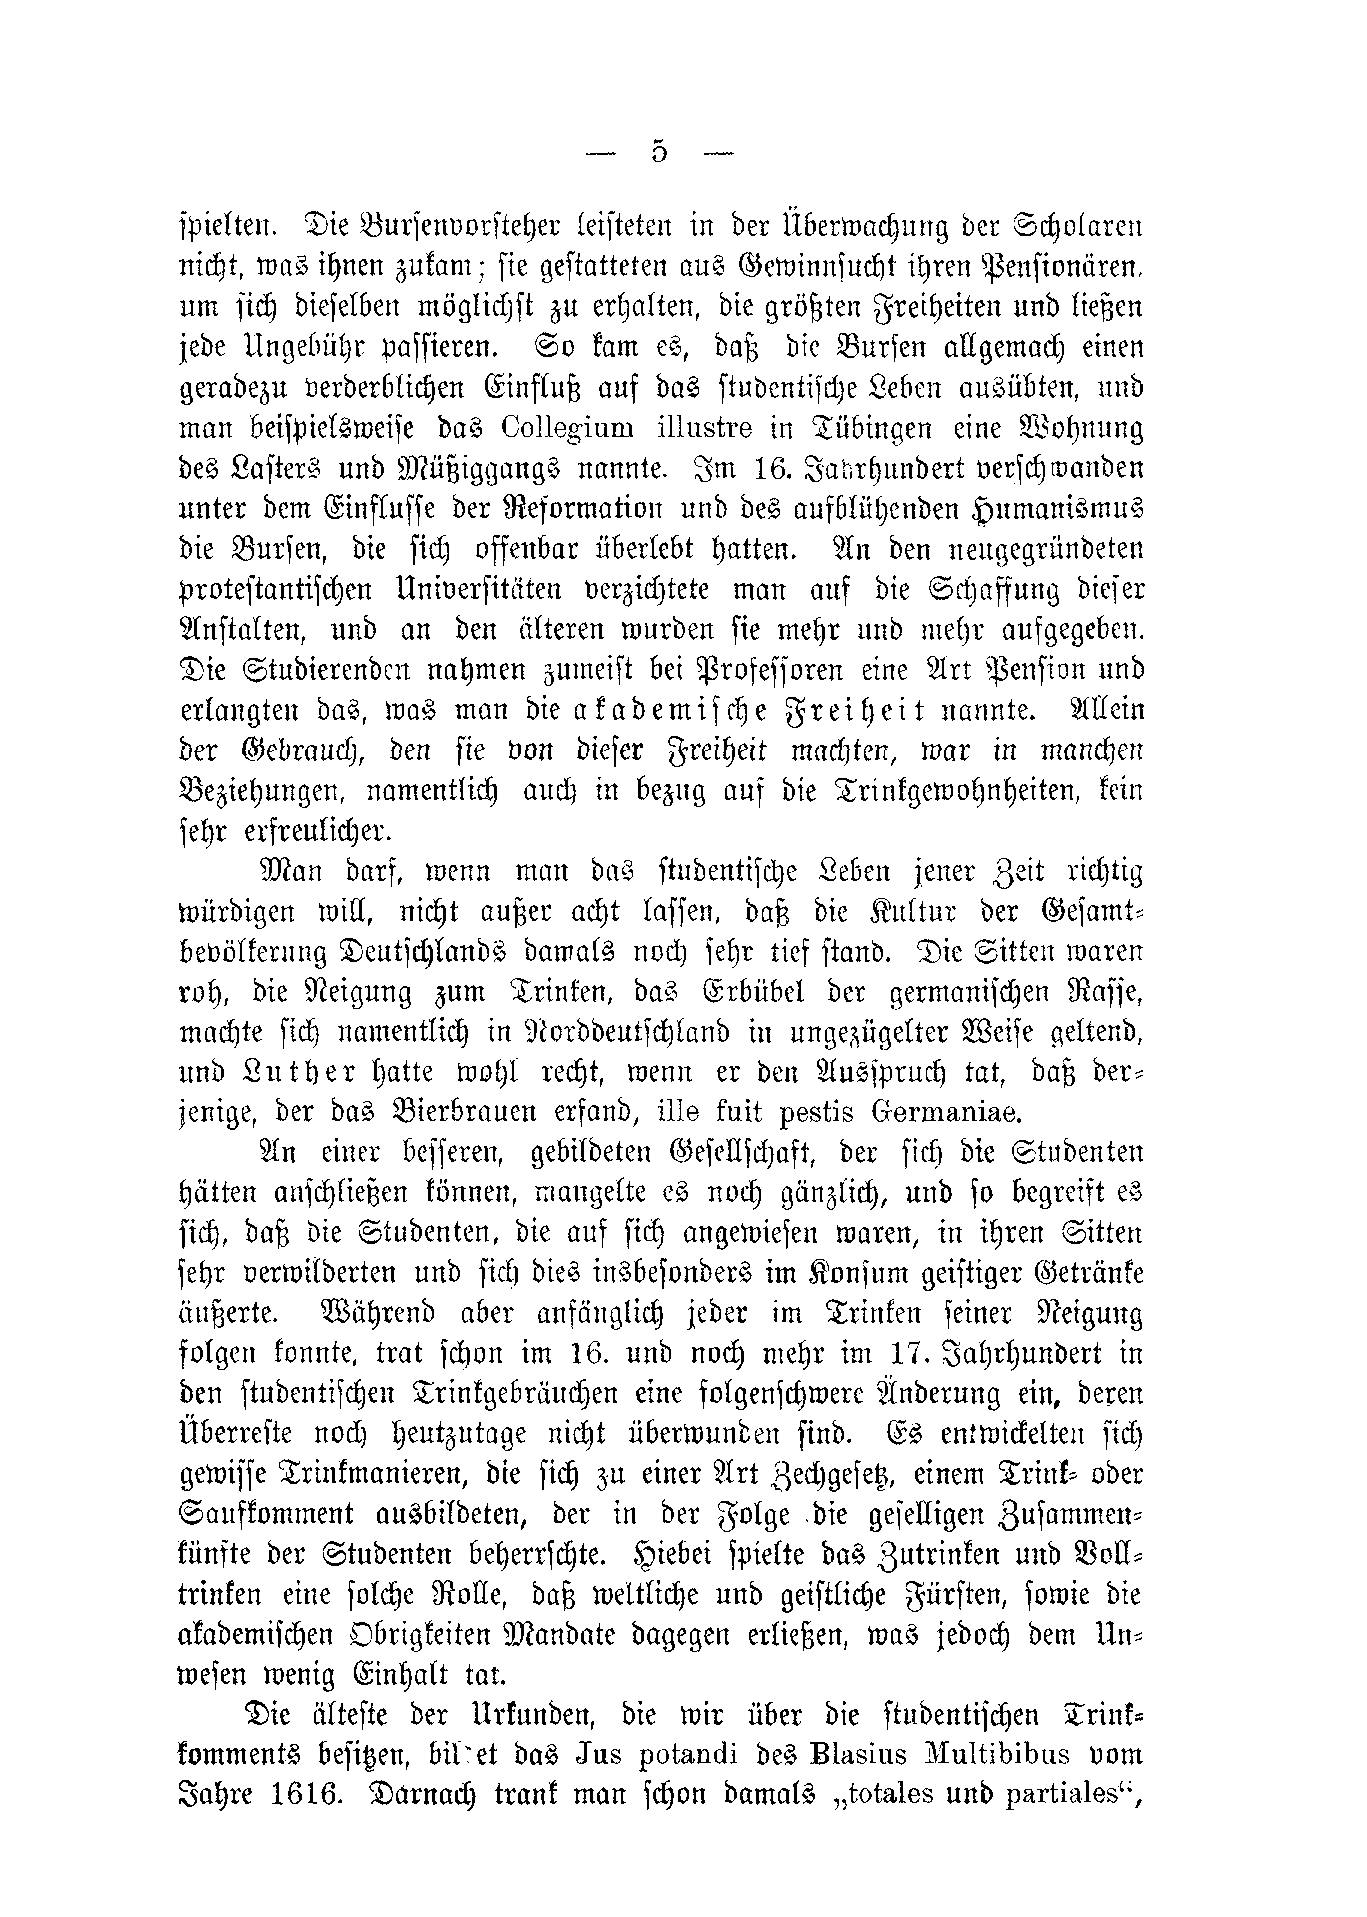 — 5 —
spielten. Die Bursenvorsteher leisteten in der Überwachung der Scholaren
nicht, was ihnen zukam; sie gestatteten aus Gewinnsucht ihren Pensionären,
um sich dieselben möglichst zu erhalten, die größten Freiheiten und ließen
jede Ungebühr passieren. So kam es, daß die Bursen allgemach einen
geradezu verderblichen Einfluß auf das studentische Leben ausübten, und
man beispielsweise das Collegium illustre in Tübingen eine Wohnung
des Lasters und Müßiggangs nannte. Im 16. Jahrhundert verschwanden
unter dem Einflusse der Reformation und des aufblühenden Humanismus
die Bursen, die sich offenbar überlebt hatten. An den neugegründeten
protestantischen Universitäten verzichtete man auf die Schaffung dieser
Anstalten, und an den älteren wurden sie mehr und mehr aufgegeben.
Die Studierenden nahmen zumeist bei Professoren eine Art Pension und
erlangten das, was man die akademische Freiheit nannte. Allein
der Gebrauch, den sie von dieser Freiheit machten, war in manchen
Beziehungen, namentlich auch in bezug auf die Trinkgewohnheiten, kein
sehr erfreulicher.
Man darf, wenn man das studentische Leben jener Zeit richtig
würdigen will, nicht außer acht lassen, daß die Kultur der Gesamt-
bevölkerung Deutschlands damals noch sehr tief stand. Die Sitten waren
roh, die Neigung zum Trinken, das Erbübel der germanischen Rasse,
machte sich namentlich in Norddeutschland in ungezügelter Weise geltend,
und Luther hatte wohl recht, wenn er den Ausspruch tat, daß der-
jenige, der das Bierbrauen erfand, ille fuit pestis Germaniae.
An einer besseren, gebildeten Gesellschaft, der sich die Studenten
hätten anschließen können, mangelte es noch gänzlich, und so begreift es
sich, daß die Studenten, die auf sich angewiesen waren, in ihren Sitten
sehr verwilderten und sich dies insbesonders im Konsum geistiger Getränke
äußerte. Während aber anfänglich jeder im Trinken seiner Neigung
folgen konnte, trat schon im 16. und noch mehr im 17. Jahrhundert in
den studentischen Trinkgebräuchen eine folgenschwere Änderung ein, deren
Überreste noch heutzutage nicht überwunden sind. Es entwickelten sich
gewisse Trinkmanieren, die sich zu einer Art Zechgesetz, einem Trink- oder
Saufkomment ausbildeten, der in der Folge die geselligen Zusammen-
künfte der Studenten beherrschte. Hiebei spielte das Zutrinken und Voll-
trinken eine solche Rolle, daß weltliche und geistliche Fürsten, sowie die
akademischen Obrigkeiten Mandate dagegen erließen, was jedoch dem Un-
wesen wenig Einhalt tat.
Die älteste der Urkunden, die wir über die studentischen Trink-
komments besitzen, bildet das Jus potandi des Blasius Multibibus vom
Jahre 1616. Darnach trank man schon damals „totales und partiales“,